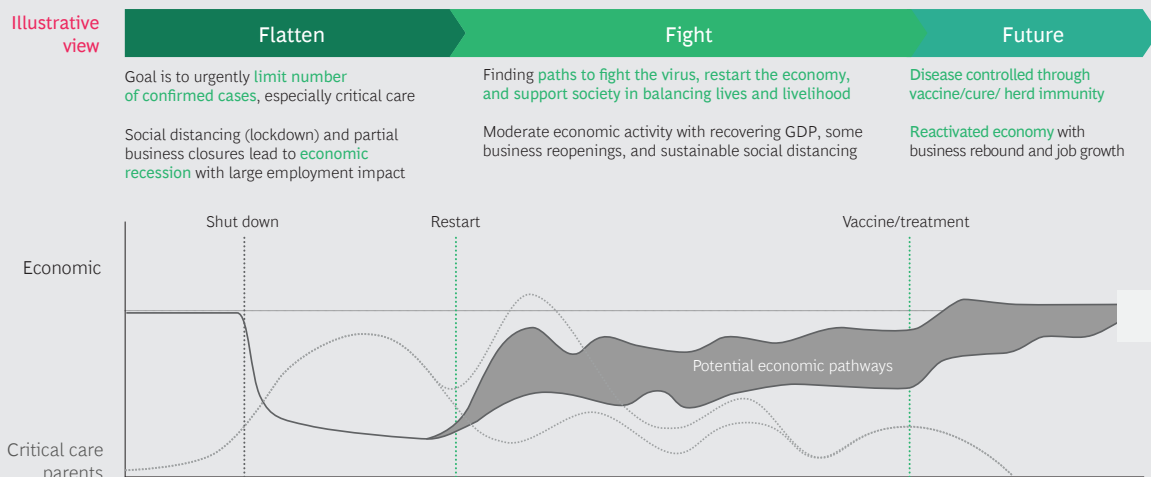 Illustrative
view
Flatten
Fight
Future
Goal is to urgently limit number
of confirmed cases, especially critical care
Social distancing (lockdown) and partial
business closures lead to economic
recession with large employment impact
Finding paths to fight the virus, restart the economy,
and support society in balancing lives and livelihood
Moderate economic activity with recovering GDP, some
business reopenings, and sustainable social distancing
Disease controlled through
vaccine/cure/ herd immunity
Reactivated economy with
business rebound and job growth
Shut down
Restart
Vaccine/treatment
Economic
Potential economic pathways
Critical care
parents